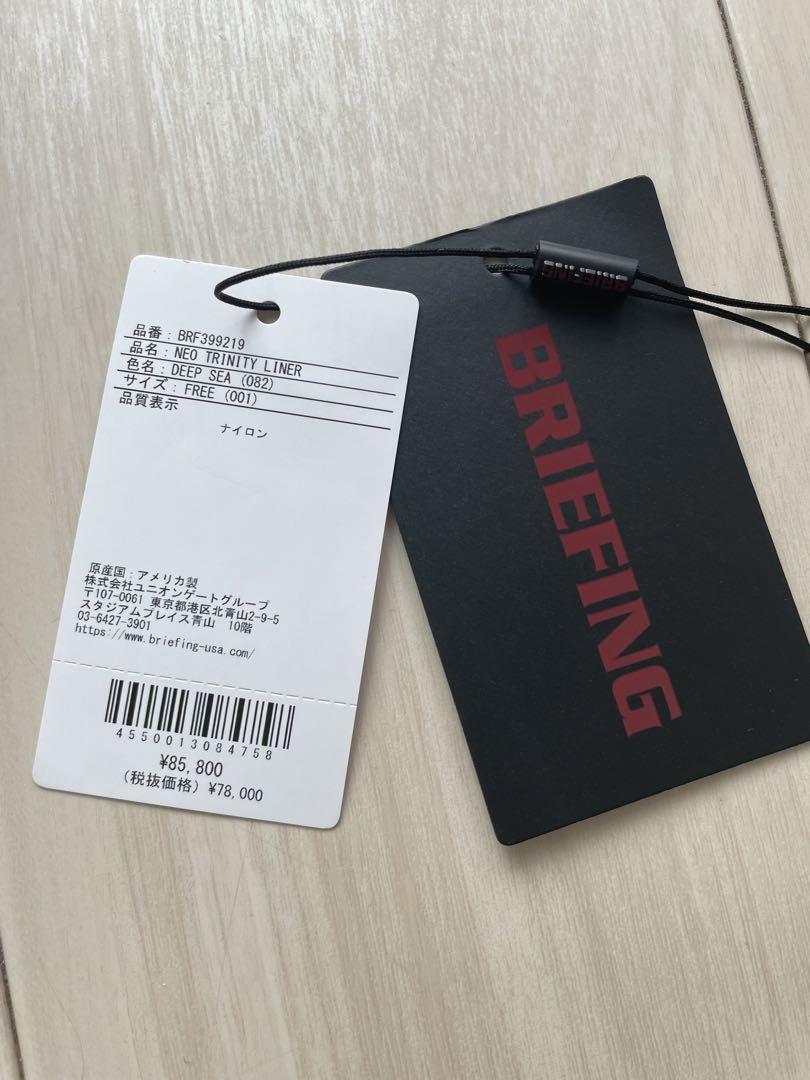 品番：BRF399219
品名：NEO TRINITY LINER
色名：DEEP SEA (082)
サイズ：FREE (001)
品質表示
ナイロン
原産国：アメリカ製
株式会社ユニオンゲートグループ
〒107-0061 東京都港区北青山2-9-5
スタジアムプレイス青山 10階
03-6427-3901
https://www.briefing-usa.com/
4550013084758
¥85,800
(税抜価格) ¥78,000
BRIEFING
BRIEFING